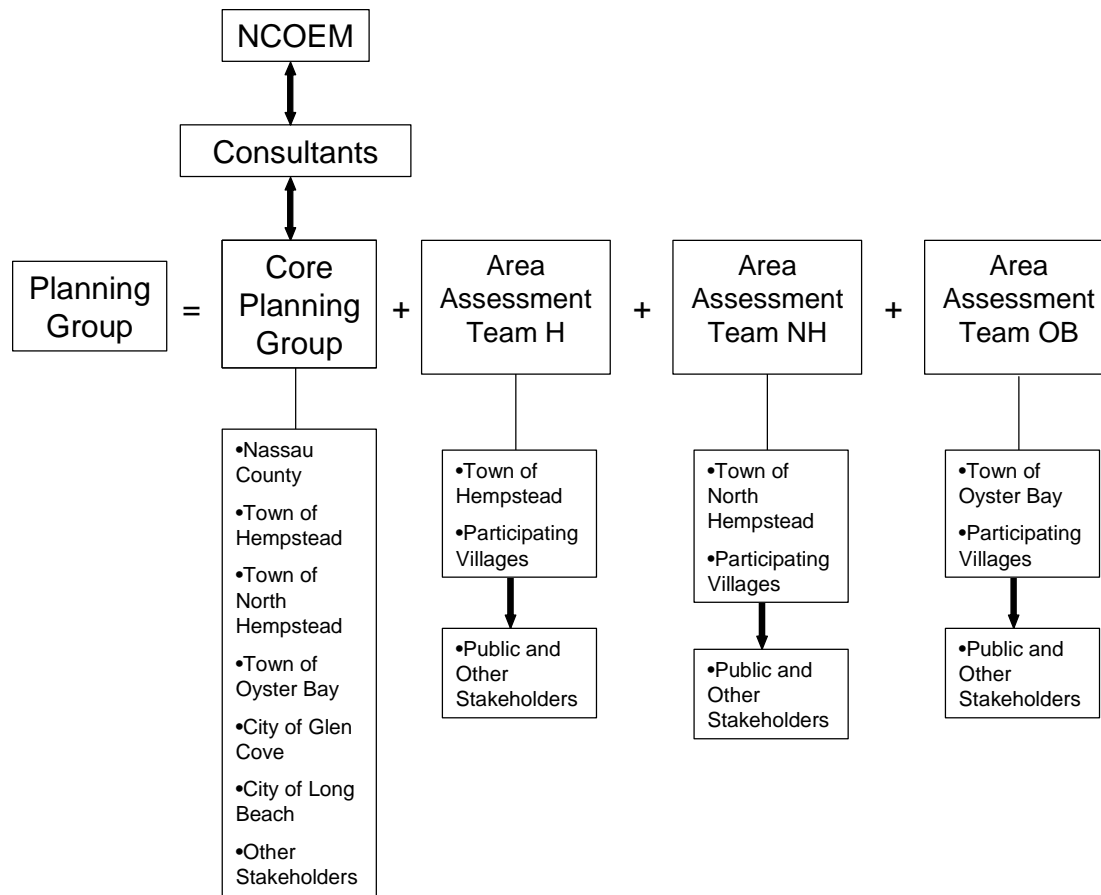 NCOEM
Consultants
Planning
Group
=
Core
Planning
Group
+
Area
Assessment
Team H
+
Area
Assessment
Team NH
+
Area
Assessment
Team OB
•Nassau
County
•Town of
Hempstead
•Town of
North
Hempstead
•Town of
Oyster Bay
•City of Glen
Cove
•City of Long
Beach
•Other
Stakeholders
•Town of
Hempstead
•Participating
Villages
•Public and
Other
Stakeholders
•Town of
North
Hempstead
•Participating
Villages
•Public and
Other
Stakeholders
•Town of
Oyster Bay
•Participating
Villages
•Public and
Other
Stakeholders